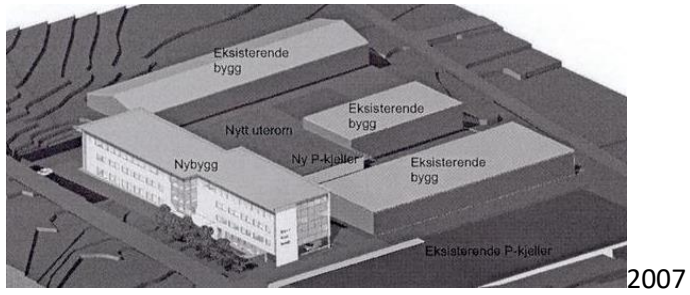 Eksisterende
bygg
Eksisterende
bygg
Nytt uterom
Nybygg
Ny P-kjeller
Eksisterende
bygg
Eksisterende P-kjeller
2007